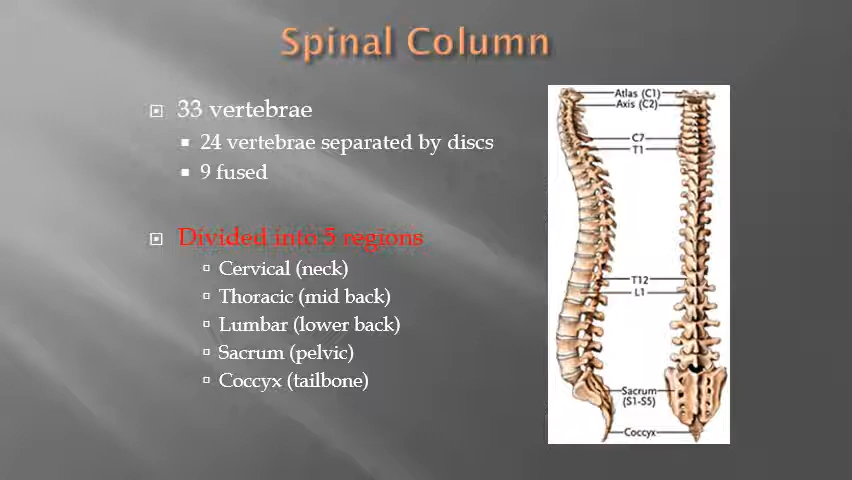 Spinal Column
33 vertebrae
24 vertebrae separated by discs
9 fused
Divided into 5 regions
Cervical (neck)
Thoracic (mid back)
Lumbar (lower back)
Sacrum (pelvic)
Coccyx (tailbone)
Atlas (C1)
Axis (C2)
C7
T1
T12
L1
Sacrum
(S1-S5)
Coccyx